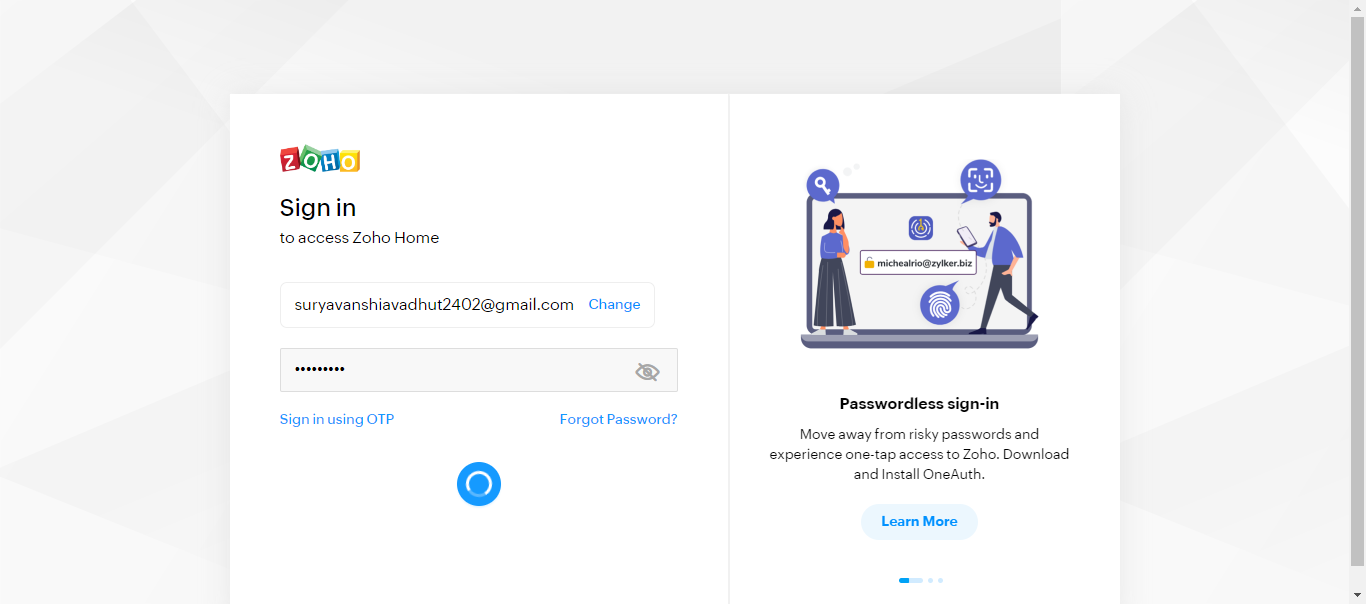 ZOHO
Sign in
to access Zoho Home
suryavanshiavadhut2402@gmail.com Change
•••••••••
Sign in using OTP Forgot Password?
michealrio@zylker.biz
Passwordless sign-in
Move away from risky passwords and
experience one-tap access to Zoho. Download
and Install OneAuth.
Learn More